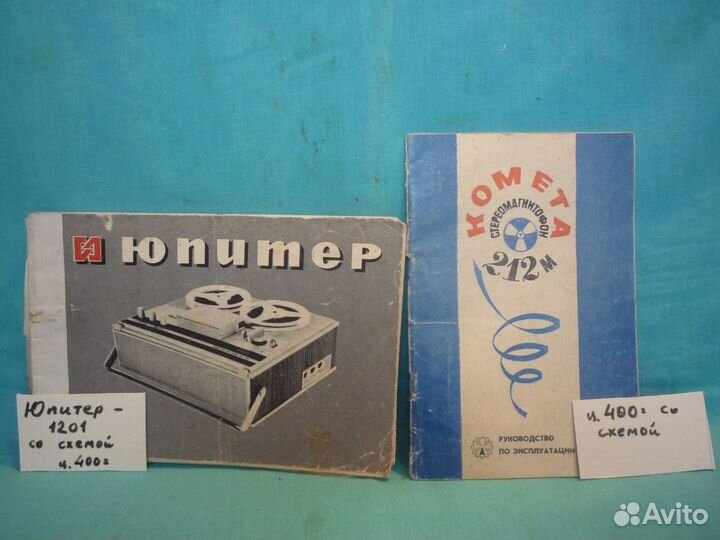 юпитер
Юпитер -
1201
со схемой
ц. 400=
КОМЕТА
СТЕРЕОМАГНИТОФОН
212м
РУКОВОДСТВО
ПО ЭКСПЛУАТАЦИИ
ц. 400= со
схемой
Avito